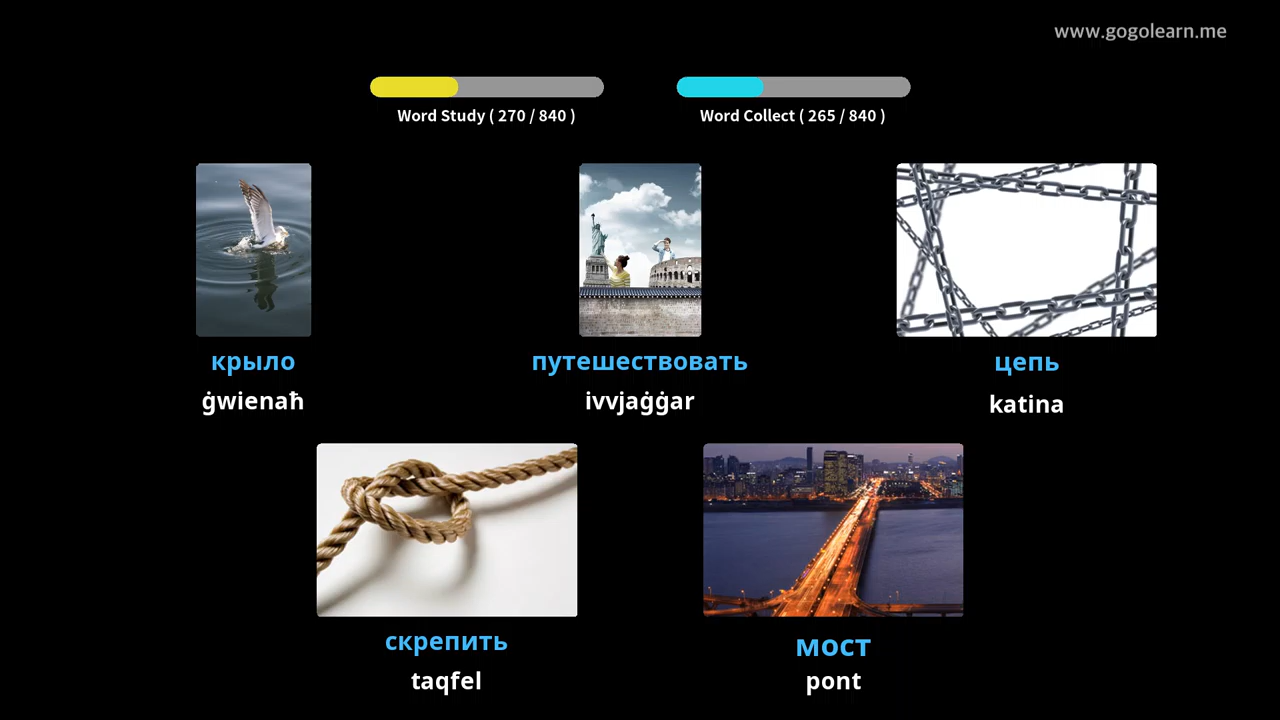 www.gogolearn.me
Word Study ( 270 / 840 )
Word Collect ( 265 / 840 )
крыло
ġwienaħ
путешествовать
ivvjaġġar
цепь
katina
скрепить
taqfel
мост
pont